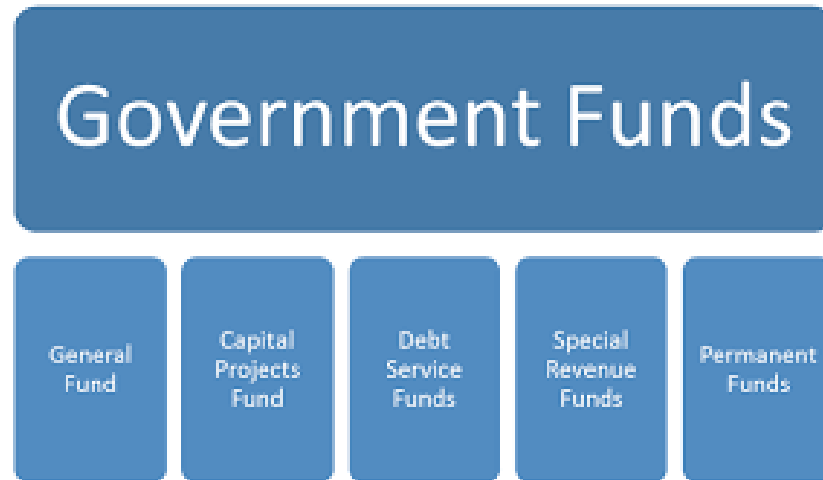 Government Funds
General
Fund
Capital
Projects
Fund
Debt
Service
Funds
Special
Revenue
Funds
Permanent
Funds